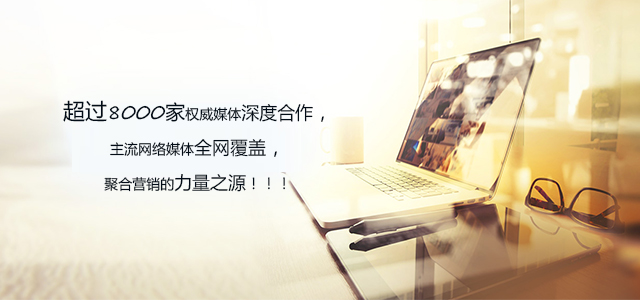 超过8000家权威媒体深度合作，
主流网络媒体全网覆盖，
聚合营销的力量之源！！！